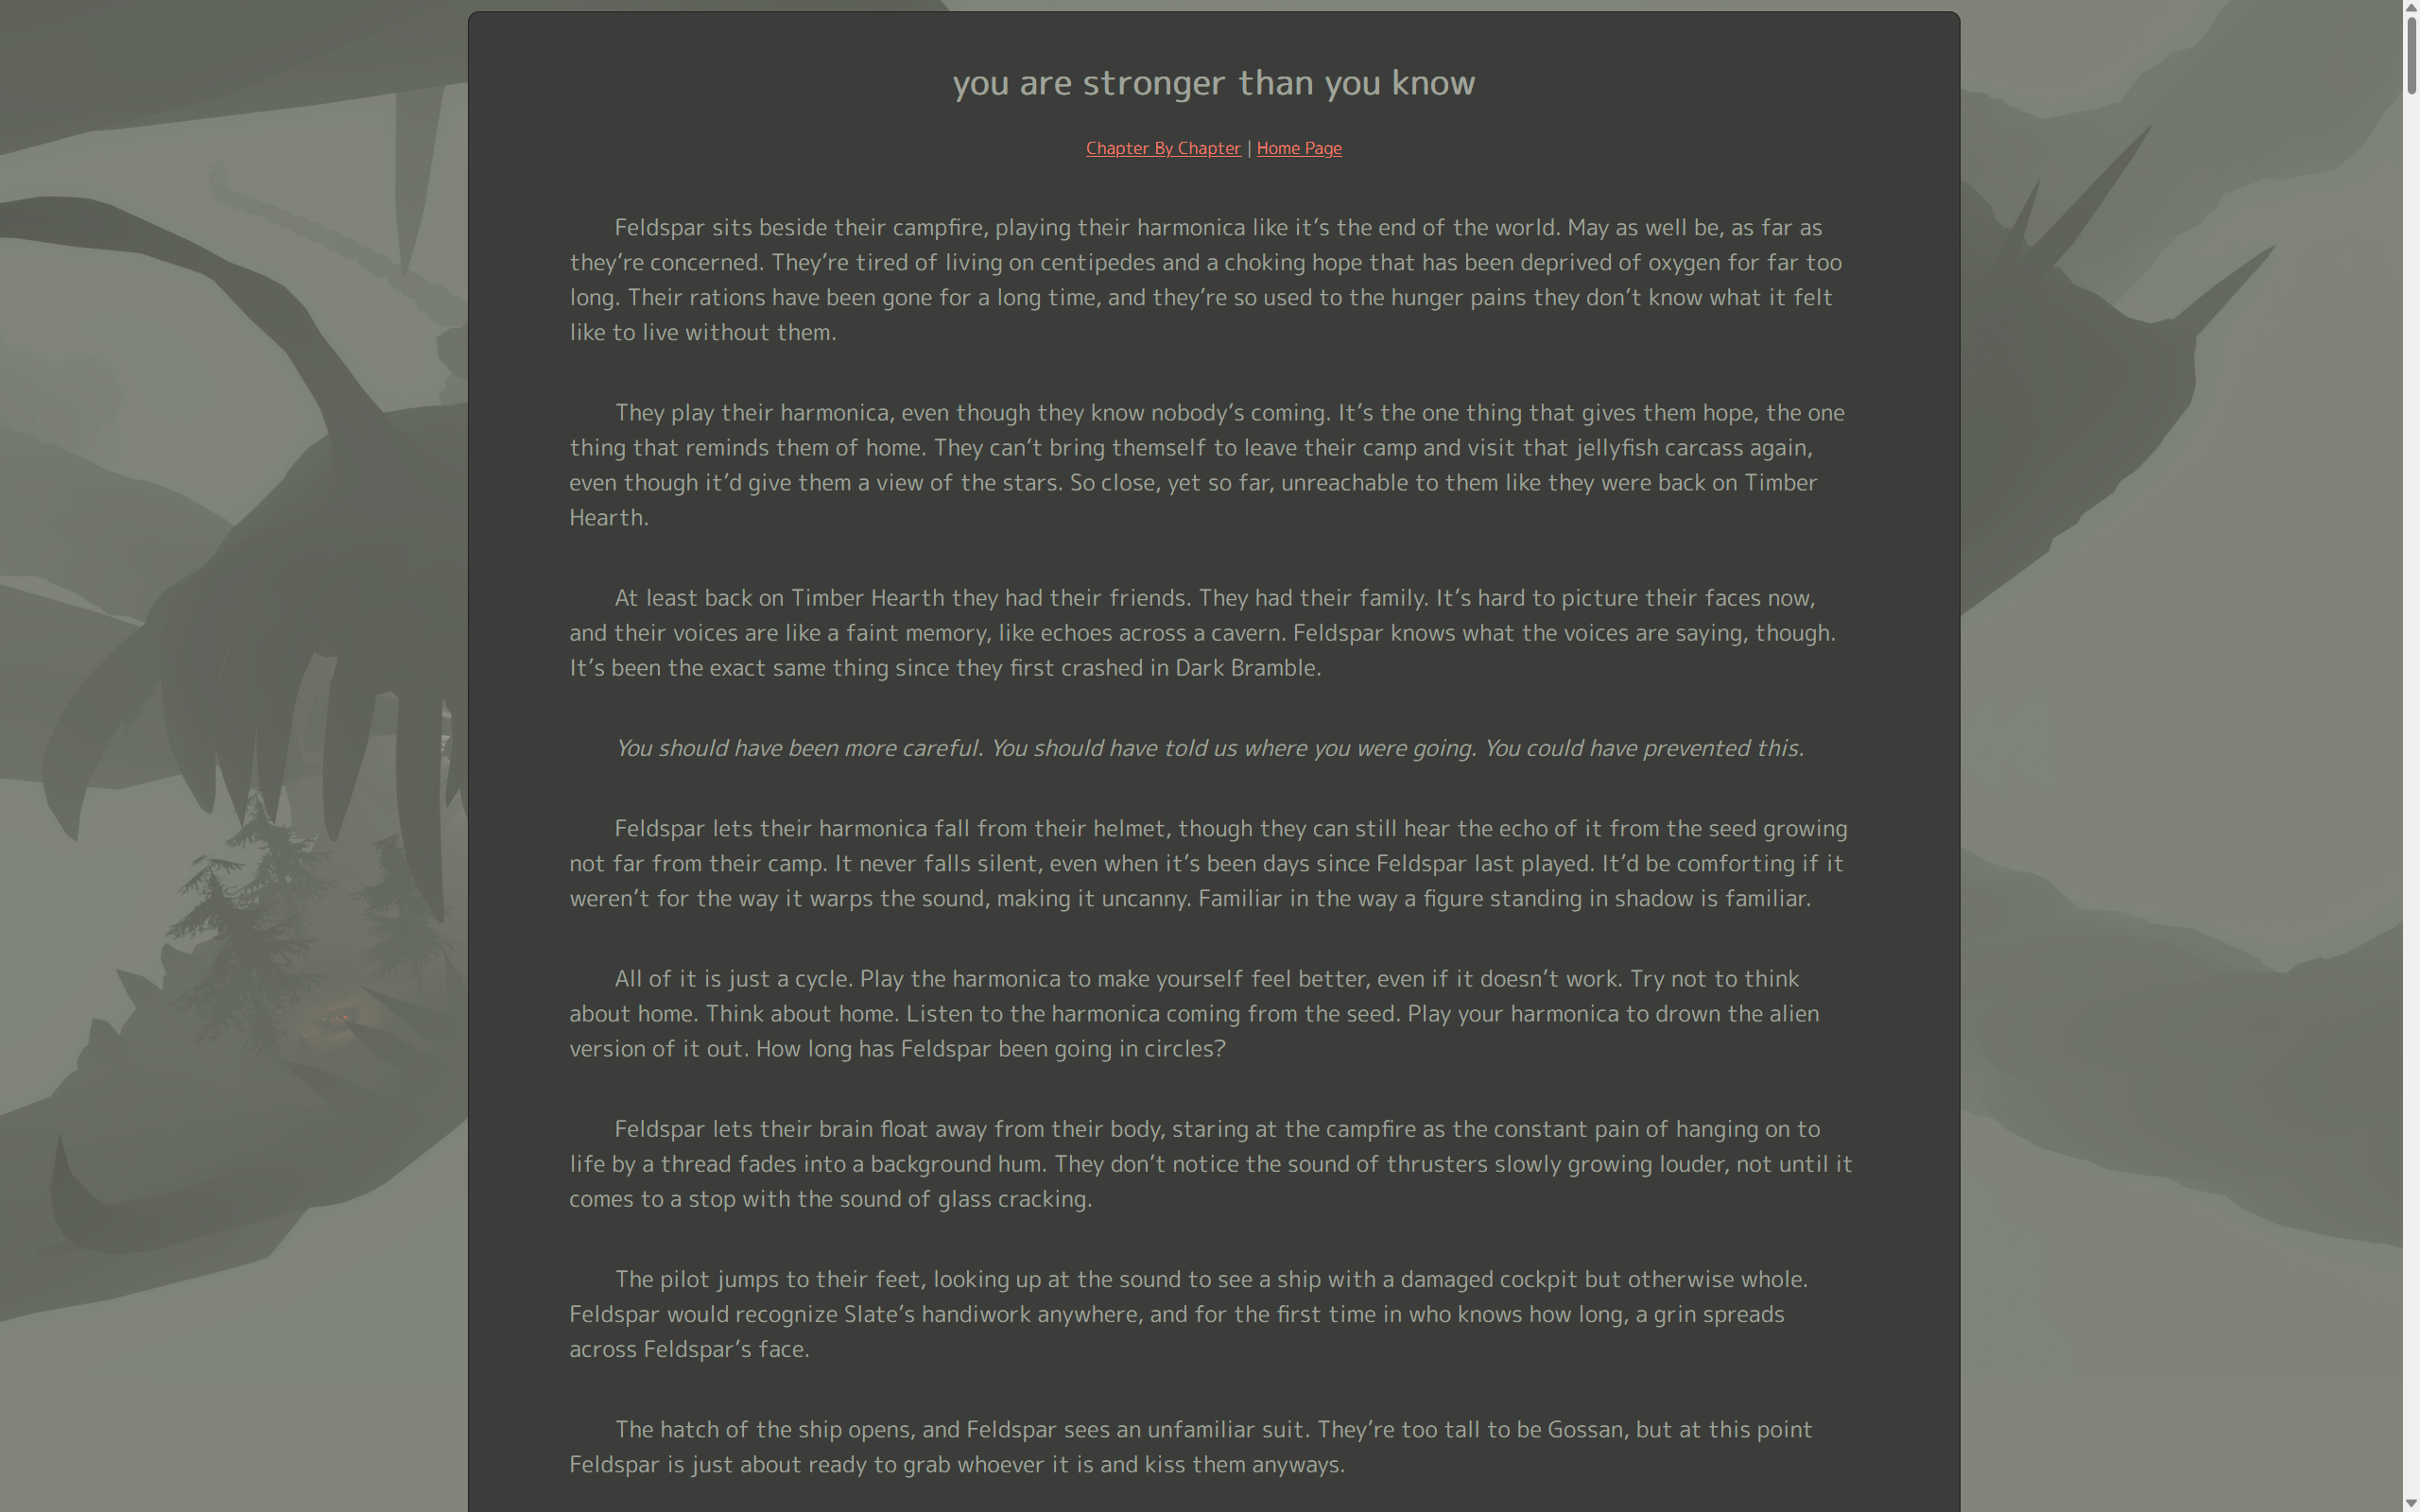 you are stronger than you know
Chapter By Chapter | Home Page
Feldspar sits beside their campfire, playing their harmonica like it’s the end of the world. May as well be, as far as
they’re concerned. They’re tired of living on centipedes and a choking hope that has been deprived of oxygen for far too
long. Their rations have been gone for a long time, and they’re so used to the hunger pains they don’t know what it felt
like to live without them.
They play their harmonica, even though they know nobody’s coming. It’s the one thing that gives them hope, the one
thing that reminds them of home. They can’t bring themself to leave their camp and visit that jellyfish carcass again,
even though it’d give them a view of the stars. So close, yet so far, unreachable to them like they were back on Timber
Hearth.
At least back on Timber Hearth they had their friends. They had their family. It’s hard to picture their faces now,
and their voices are like a faint memory, like echoes across a cavern. Feldspar knows what the voices are saying, though.
It’s been the exact same thing since they first crashed in Dark Bramble.
You should have been more careful. You should have told us where you were going. You could have prevented this.
Feldspar lets their harmonica fall from their helmet, though they can still hear the echo of it from the seed growing
not far from their camp. It never falls silent, even when it’s been days since Feldspar last played. It’d be comforting if it
weren’t for the way it warps the sound, making it uncanny. Familiar in the way a figure standing in shadow is familiar.
All of it is just a cycle. Play the harmonica to make yourself feel better, even if it doesn’t work. Try not to think
about home. Think about home. Listen to the harmonica coming from the seed. Play your harmonica to drown the alien
version of it out. How long has Feldspar been going in circles?
Feldspar lets their brain float away from their body, staring at the campfire as the constant pain of hanging on to
life by a thread fades into a background hum. They don’t notice the sound of thrusters slowly growing louder, not until it
comes to a stop with the sound of glass cracking.
The pilot jumps to their feet, looking up at the sound to see a ship with a damaged cockpit but otherwise whole.
Feldspar would recognize Slate’s handiwork anywhere, and for the first time in who knows how long, a grin spreads
across Feldspar’s face.
The hatch of the ship opens, and Feldspar sees an unfamiliar suit. They’re too tall to be Gossan, but at this point
Feldspar is just about ready to grab whoever it is and kiss them anyways.